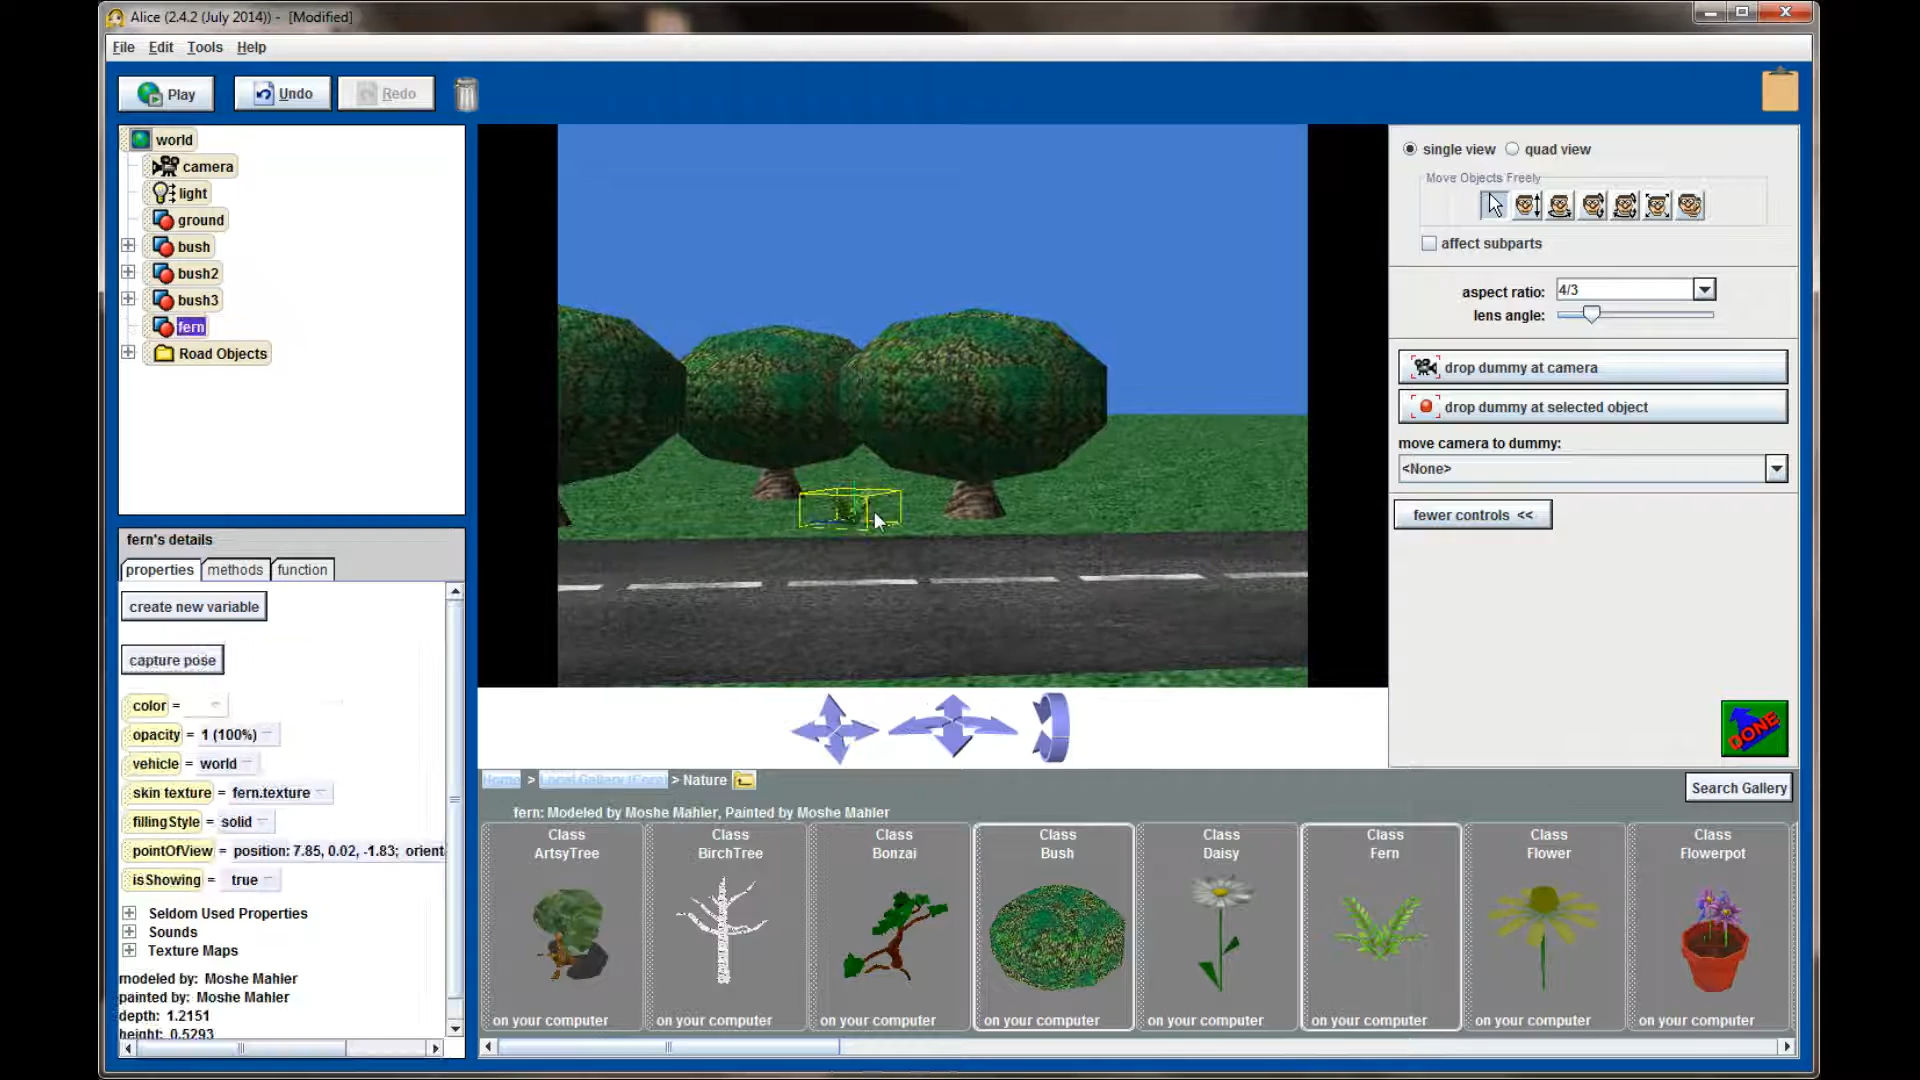 Alice (2.4.2 (July 2014)) - [Modified]
File Edit Tools Help
Play Undo Redo
world
camera
light
ground
bush
bush2
bush3
fern
Road Objects
single view quad view
Move Objects Freely
affect subparts
aspect ratio: 4/3
lens angle:
drop dummy at camera
drop dummy at selected object
move camera to dummy:
<None>
fewer controls <<
DONE
fern's details
properties methods function
create new variable
capture pose
color =
opacity = 1 (100%)
vehicle = world
skin texture = fern.texture
fillingStyle = solid
pointOfView = position: 7.85, 0.02, -1.83; orient
isShowing = true
Seldom Used Properties
Sounds
Texture Maps
modeled by: Moshe Mahler
painted by: Moshe Mahler
depth: 1.2151
height: 0.5293
Home > Local Gallery (Core) > Nature
Search Gallery
fern: Modeled by Moshe Mahler, Painted by Moshe Mahler
Class ArtsyTree on your computer
Class BirchTree on your computer
Class Bonzai on your computer
Class Bush on your computer
Class Daisy on your computer
Class Fern on your computer
Class Flower on your computer
Class Flowerpot on your computer